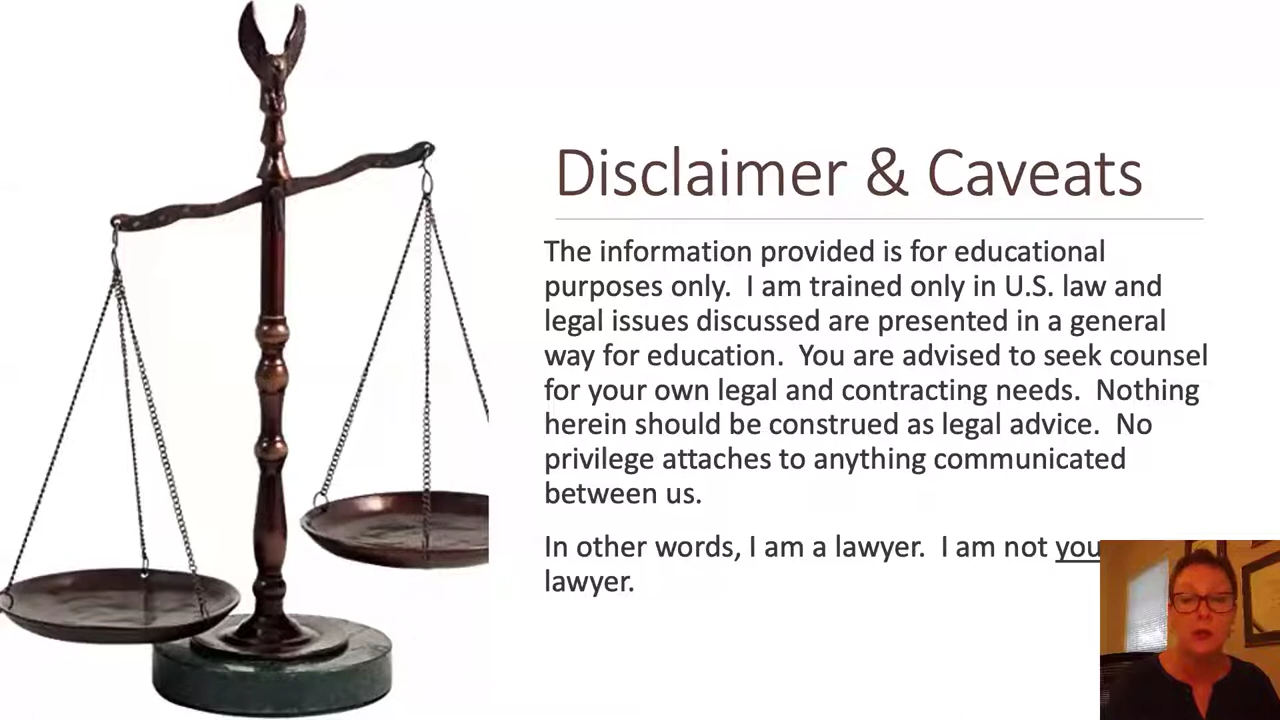 Disclaimer & Caveats
The information provided is for educational
purposes only. I am trained only in U.S. law and
legal issues discussed are presented in a general
way for education. You are advised to seek counsel
for your own legal and contracting needs. Nothing
herein should be construed as legal advice. No
privilege attaches to anything communicated
between us.
In other words, I am a lawyer. I am not
lawyer.